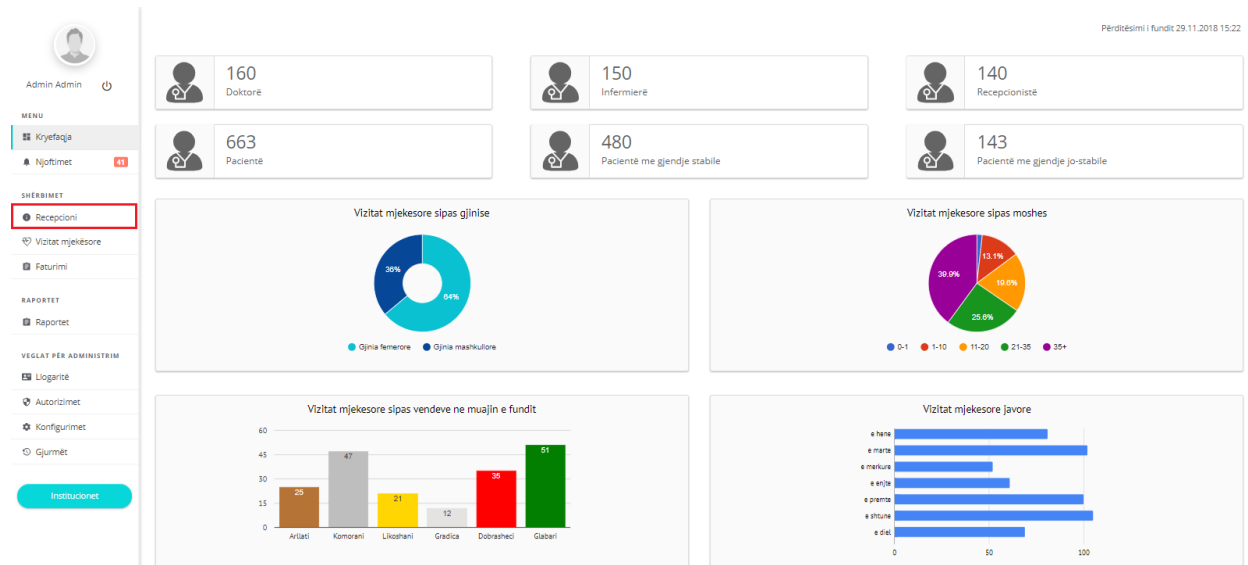 Përditësimi i fundit 29.11.2018 15:22
Admin Admin
MENU
Kryefaqja
Njoftimet 41
SHËRBIMET
Recepcioni
Vizitat mjekësore
Faturimi
RAPORTET
Raportet
VEGLAT PËR ADMINISTRIM
Llogaritë
Autorizimet
Konfigurimet
Gjurmët
Institucionet
160
Doktorë
150
Infermierë
140
Recepcionistë
663
Pacientë
480
Pacientë me gjendje stabile
143
Pacientë me gjendje jo-stabile
Vizitat mjekesore sipas gjinise
36%
64%
Gjinia femerore Gjinia mashkullore
Vizitat mjekesore sipas moshes
13.1%
39.9%
19.6%
25.6%
0-1 1-10 11-20 21-35 35+
Vizitat mjekesore sipas vendeve ne muajin e fundit
60
45
30
15
0
25
47
21
12
35
51
Arllati Komorani Likoshani Gradica Dobrasheci Glabari
Vizitat mjekesore javore
e hene
e marte
e merkure
e enjte
e premte
e shtune
e diel
0 50 100